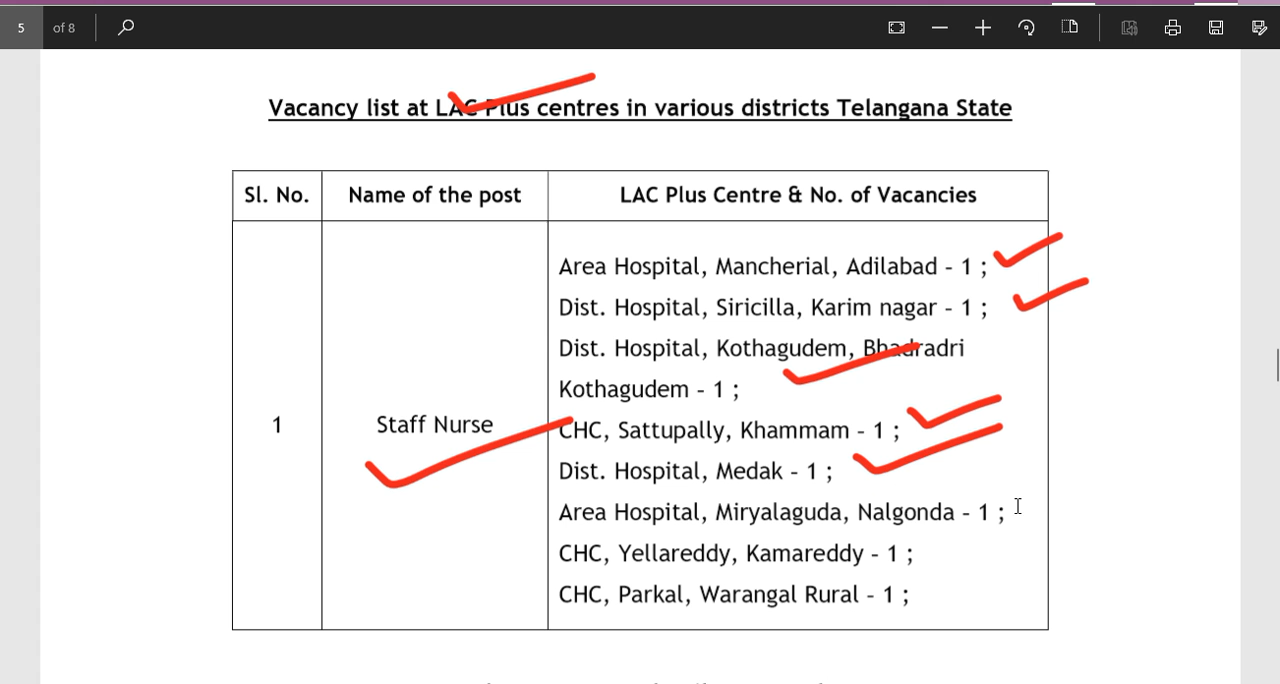 5 of 8
Vacancy list at LAC Plus centres in various districts Telangana State
Sl. No. Name of the post LAC Plus Centre & No. of Vacancies
1 Staff Nurse
Area Hospital, Mancherial, Adilabad - 1 ;
Dist. Hospital, Siricilla, Karim nagar - 1 ;
Dist. Hospital, Kothagudem, Bhadradri
Kothagudem - 1 ;
CHC, Sattupally, Khammam - 1 ;
Dist. Hospital, Medak - 1 ;
Area Hospital, Miryalaguda, Nalgonda - 1 ;
CHC, Yellareddy, Kamareddy - 1 ;
CHC, Parkal, Warangal Rural - 1 ;